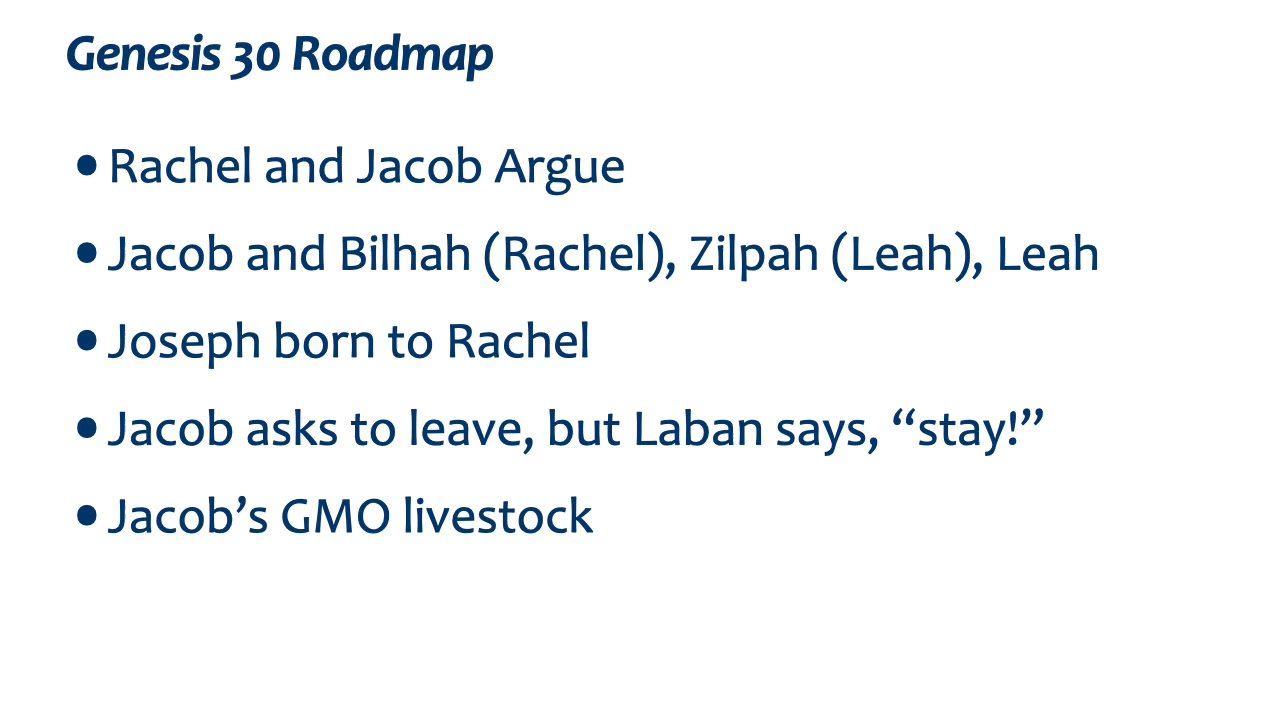 Genesis 30 Roadmap
• Rachel and Jacob Argue
• Jacob and Bilhah (Rachel), Zilpah (Leah), Leah
• Joseph born to Rachel
• Jacob asks to leave, but Laban says, “stay!”
• Jacob’s GMO livestock